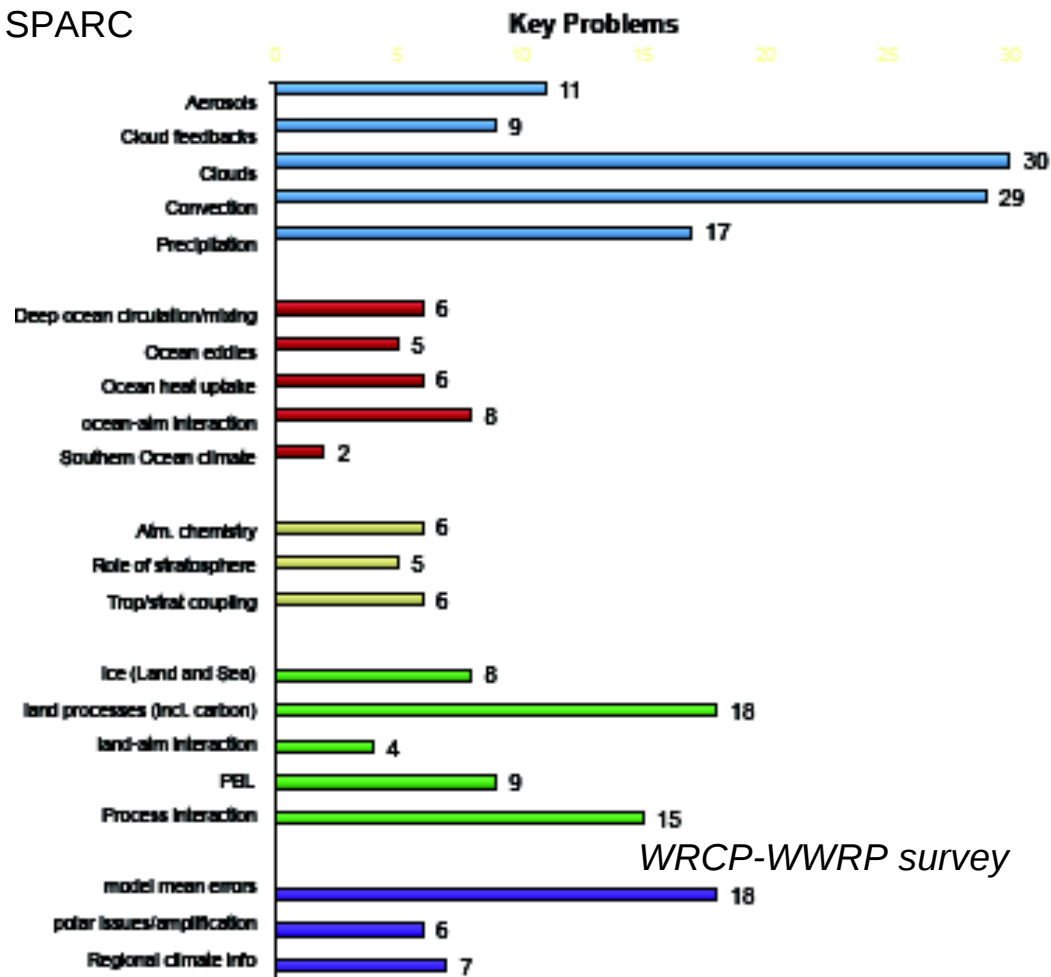 SPARC
Key Problems
0 5 10 15 20 25 30
Aerosols 11
Cloud feedbacks 9
Clouds 30
Convection 29
Precipitation 17
Deep ocean circulation/mixing 6
Ocean eddies 5
Ocean heat uptake 6
ocean-atm interaction 8
Southern Ocean climate 2
Atm. chemistry 6
Role of stratosphere 5
Trop/strat coupling 6
Ice (Land and Sea) 8
land processes (incl. carbon) 18
land-atm interaction 4
PBL 9
Process interaction 15
WRCP-WWRP survey
model mean errors 18
polar issues/amplification 6
Regional climate info 7